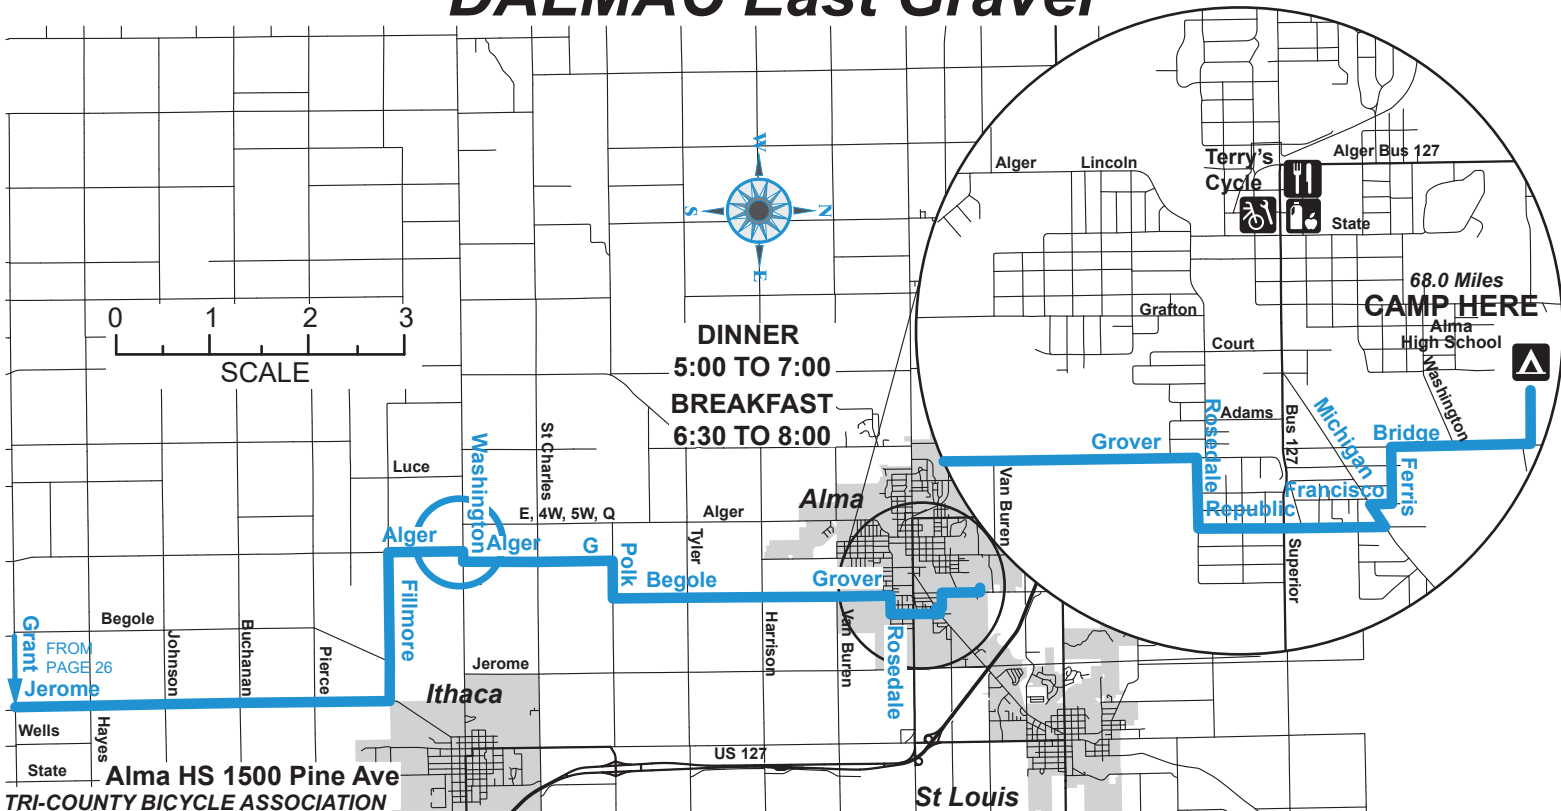 DALMAC East Gravel
W
S
N
E
0 1 2 3
SCALE
DINNER
5:00 TO 7:00
BREAKFAST
6:30 TO 8:00
Alger
Lincoln
Terry's
Cycle
Alger Bus 127
State
Grafton
Court
68.0 Miles
CAMP HERE
Alma
High School
Washington
Adams
Bus 127
Michigan
Bridge
Grover
Rosedale
Francisco
Ferris
Republic
Superior
Van Buren
Luce
Washington
St Charles
E, 4W, 5W, Q
Alger
Alma
Alger
Alger
G
Polk
Tyler
Begole
Grover
Fillmore
Harrison
Van Buren
Rosedale
Begole
Grant
FROM
PAGE 26
Johnson
Buchanan
Pierce
Jerome
Jerome
Ithaca
Wells
Hayes
State
US 127
Alma HS 1500 Pine Ave
TRI-COUNTY BICYCLE ASSOCIATION
St Louis